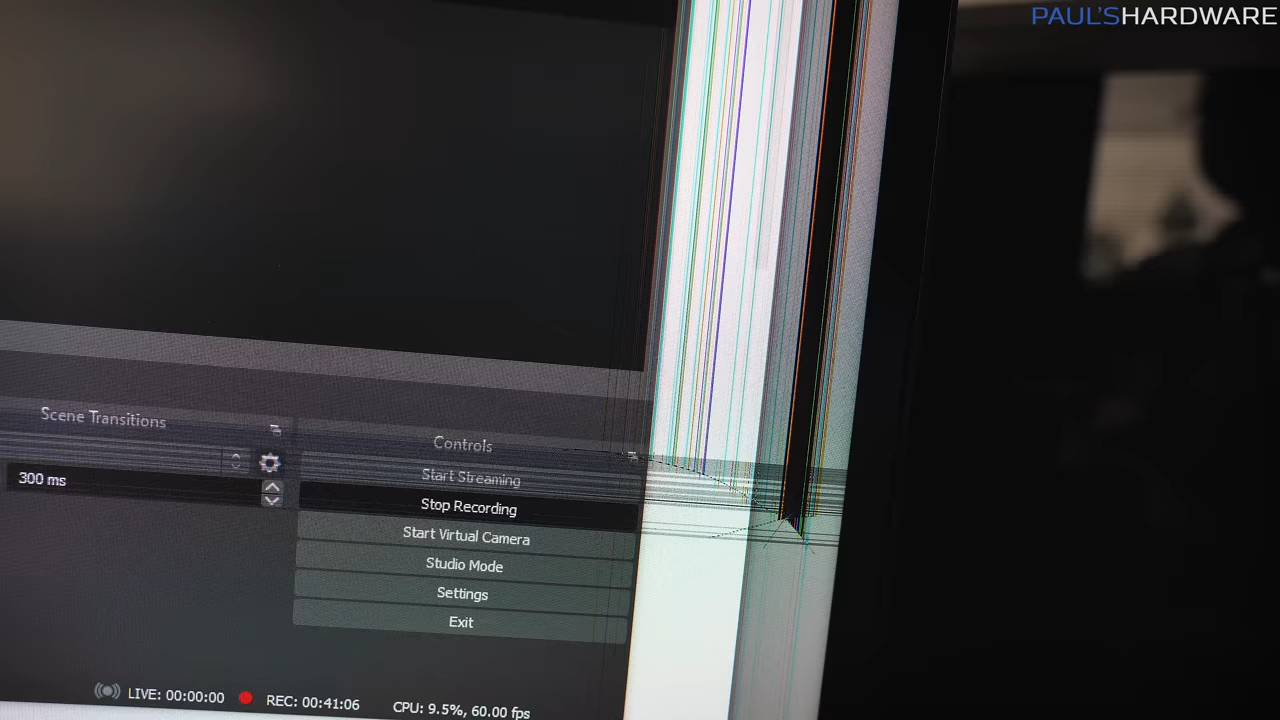 PAUL'SHARDWARE
Scene Transitions
Controls
300 ms
Start Streaming
Stop Recording
Start Virtual Camera
Studio Mode
Settings
Exit
LIVE: 00:00:00
REC: 00:41:06
CPU: 9.5%, 60.00 fps